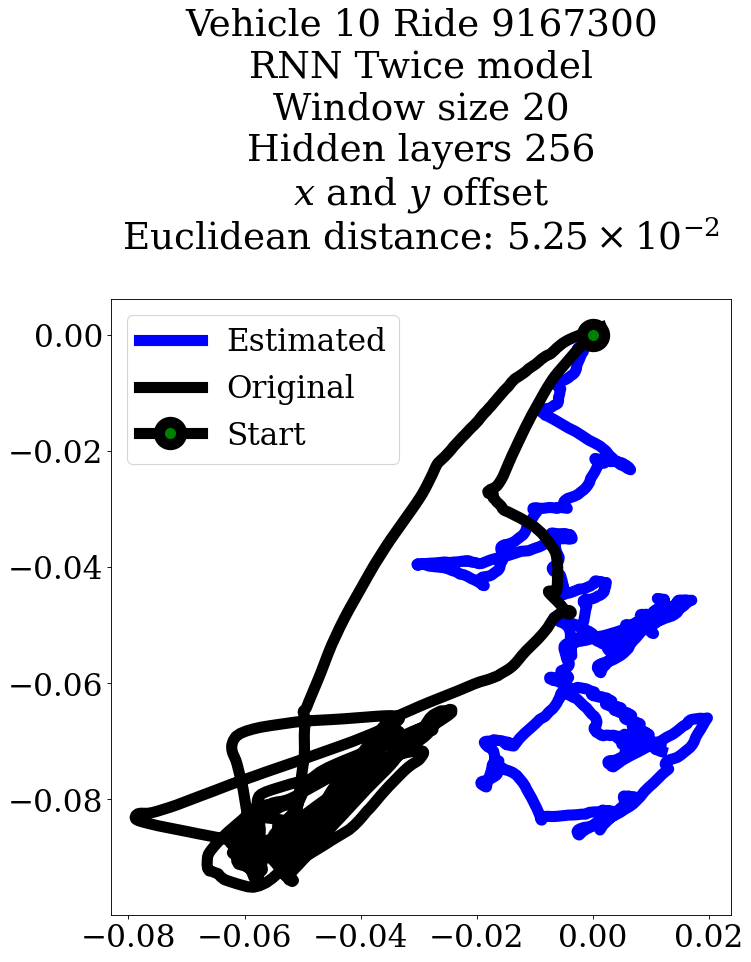 Vehicle 10 Ride 9167300
RNN Twice model
Window size 20
Hidden layers 256
x and y offset
Euclidean distance: 5.25 × 10⁻²
Estimated
Original
Start
0.00
−0.02
−0.04
−0.06
−0.08
−0.08 −0.06 −0.04 −0.02 0.00 0.02